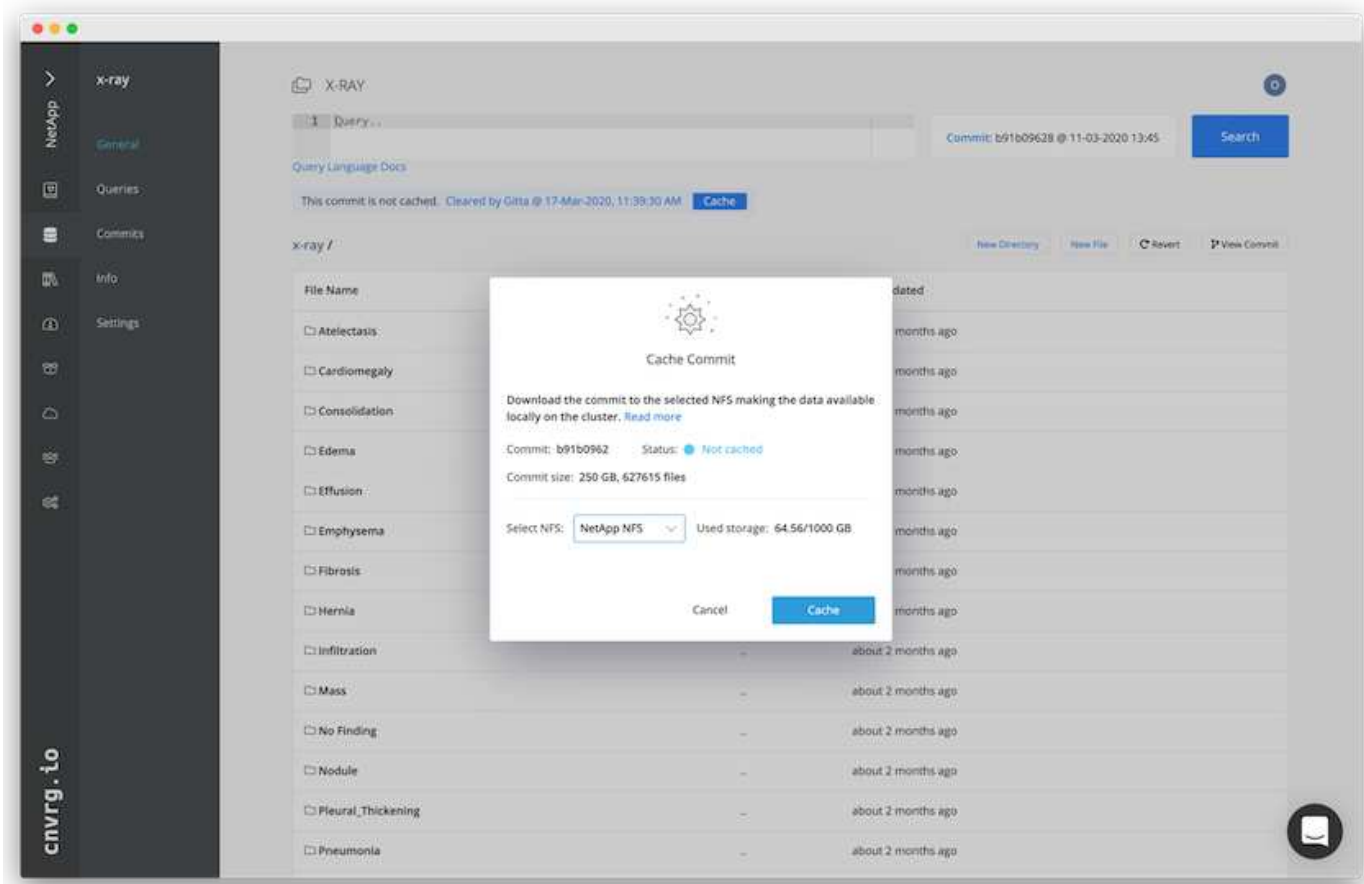 NetApp
cnvrg.io
x-ray
General
Queries
Commits
Info
Settings
X-RAY
O
1 Query..
Commit: b91b09628 @ 11-03-2020 13:45
Search
Query Language Docs
This commit is not cached. Cleared by Gitta @ 17-Mar-2020, 11:39:30 AM Cache
x-ray / New Directory New File Revert View Commit
File Name dated
Atelectasis months ago
Cardiomegaly months ago
Consolidation months ago
Edema months ago
Effusion months ago
Emphysema months ago
Fibrosis months ago
Hernia months ago
Infiltration .. about 2 months ago
Mass .. about 2 months ago
No Finding .. about 2 months ago
Nodule .. about 2 months ago
Pleural_Thickening .. about 2 months ago
Pneumonia .. about 2 months ago
Cache Commit
Download the commit to the selected NFS making the data available
locally on the cluster. Read more
Commit: b91b0962 Status: Not cached
Commit size: 250 GB, 627615 files
Select NFS: NetApp NFS Used storage: 64.56/1000 GB
Cancel Cache